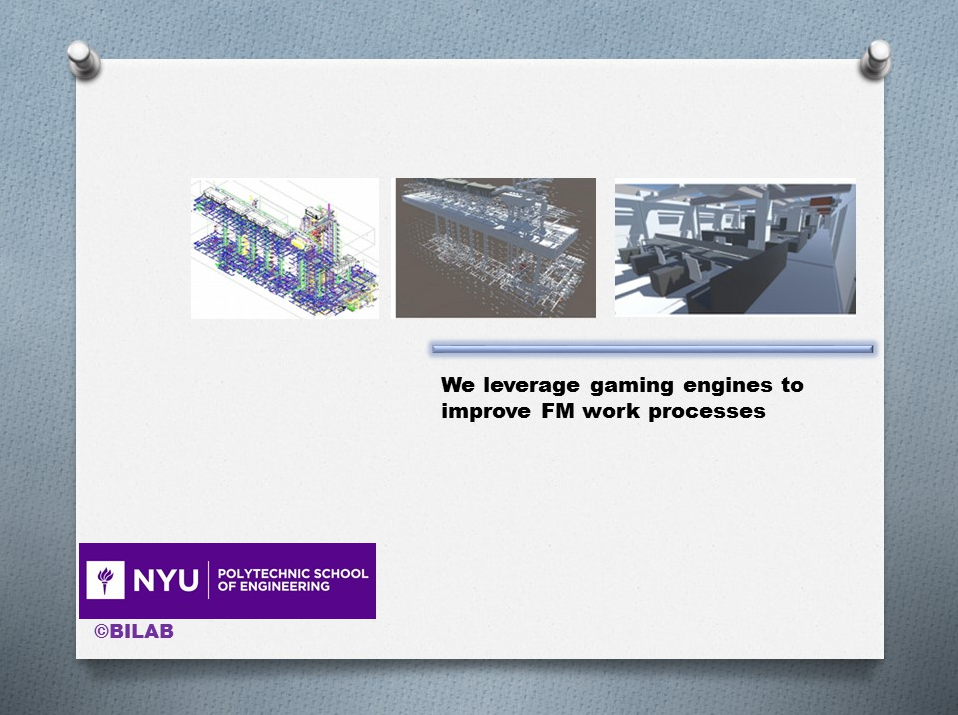 We leverage gaming engines to
improve FM work processes
NYU POLYTECHNIC SCHOOL
OF ENGINEERING
©BILAB